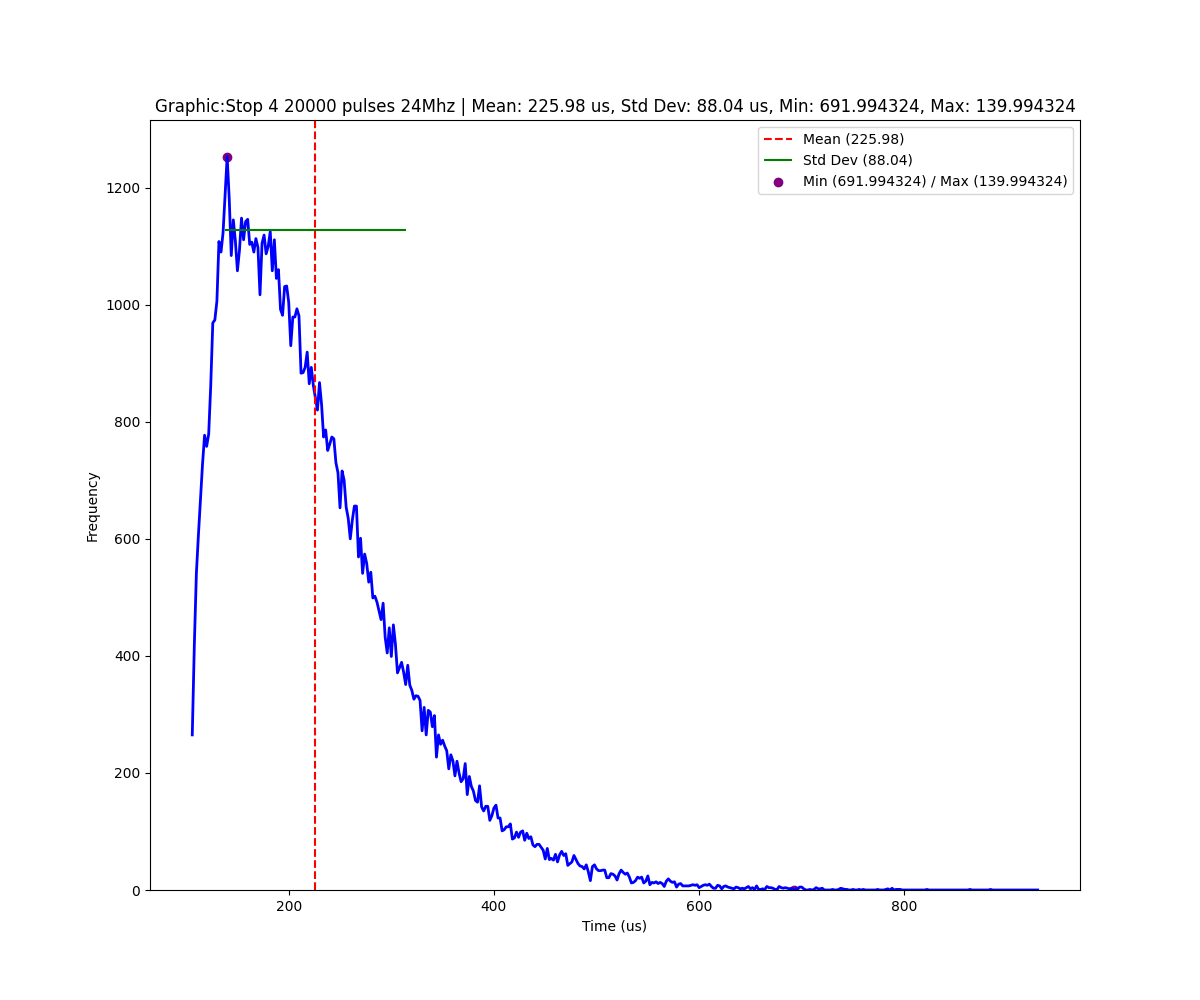 Graphic:Stop 4 20000 pulses 24Mhz | Mean: 225.98 us, Std Dev: 88.04 us, Min: 691.994324, Max: 139.994324
Mean (225.98)
Std Dev (88.04)
Min (691.994324) / Max (139.994324)
1200
1000
800
600
400
200
0
Frequency
200
400
600
800
Time (us)